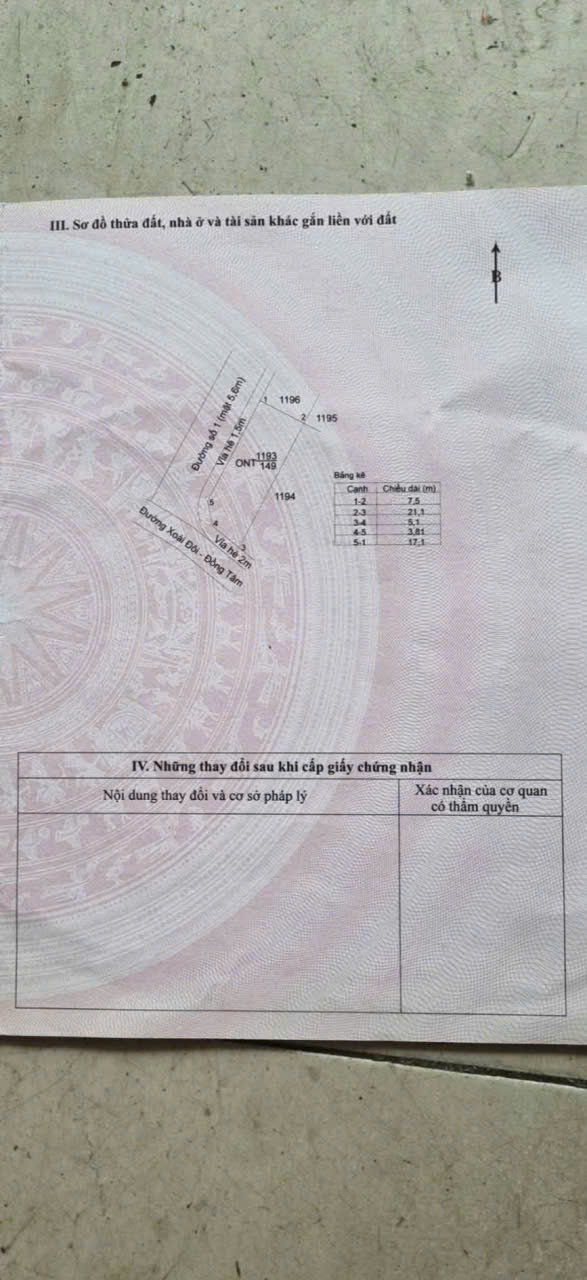 III. Sơ đồ thửa đất, nhà ở và tài sản khác gắn liền với đất
B
Đường số 1 (mặt 5,6m)
Vỉa hè 1,5m
1
1196
2
1195
ONT 1193
149
1194
5
4
3
Vỉa hè 2m
Đường Xoài Đôi - Đồng Tâm
Bảng kê
Cạnh Chiều dài (m)
1-2 7,5
2-3 21,1
3-4 5,1
4-5 3,81
5-1 17,1
IV. Những thay đổi sau khi cấp giấy chứng nhận
Nội dung thay đổi và cơ sở pháp lý
Xác nhận của cơ quan
có thẩm quyền